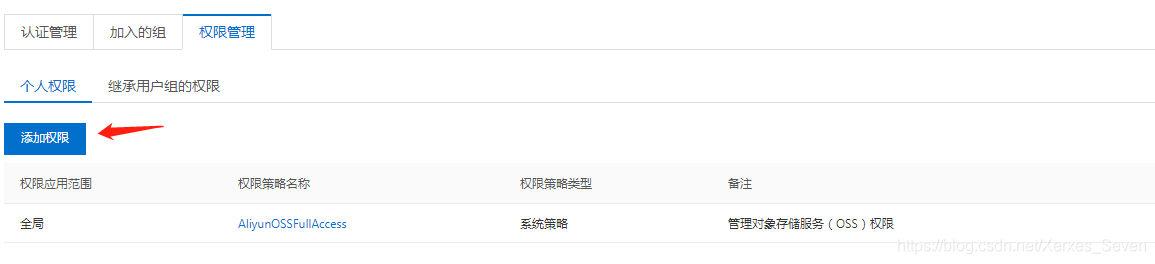 认证管理 加入的组 权限管理
个人权限 继承用户组的权限
添加权限
权限应用范围 权限策略名称 权限策略类型 备注
全局 AliyunOSSFullAccess 系统策略 管理对象存储服务（OSS）权限
https://blog.csdn.net/Xerxes_Seven